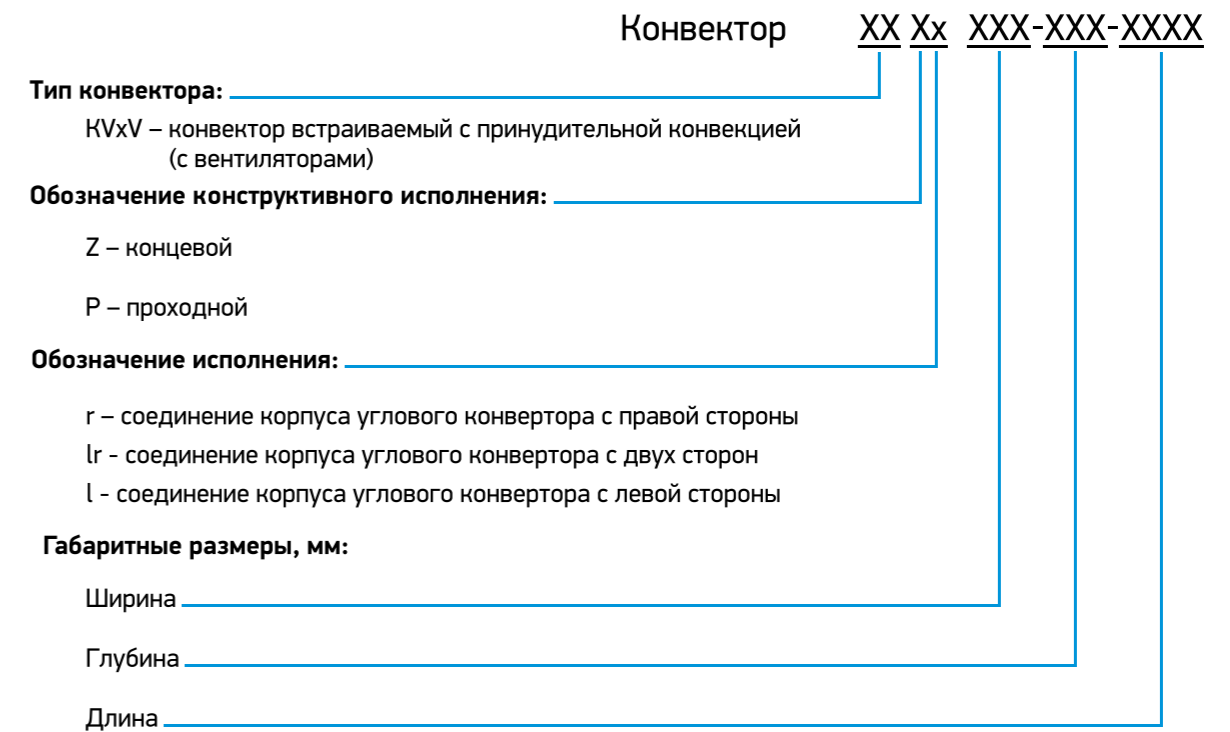 Конвектор XX Xx XXX-XXX-XXXX
Тип конвектора:
KVxV – конвектор встраиваемый с принудительной конвекцией
(с вентиляторами)
Обозначение конструктивного исполнения:
Z – концевой
P – проходной
Обозначение исполнения:
r – соединение корпуса углового конвертора с правой стороны
lr - соединение корпуса углового конвертора с двух сторон
l - соединение корпуса углового конвертора с левой стороны
Габаритные размеры, мм:
Ширина
Глубина
Длина